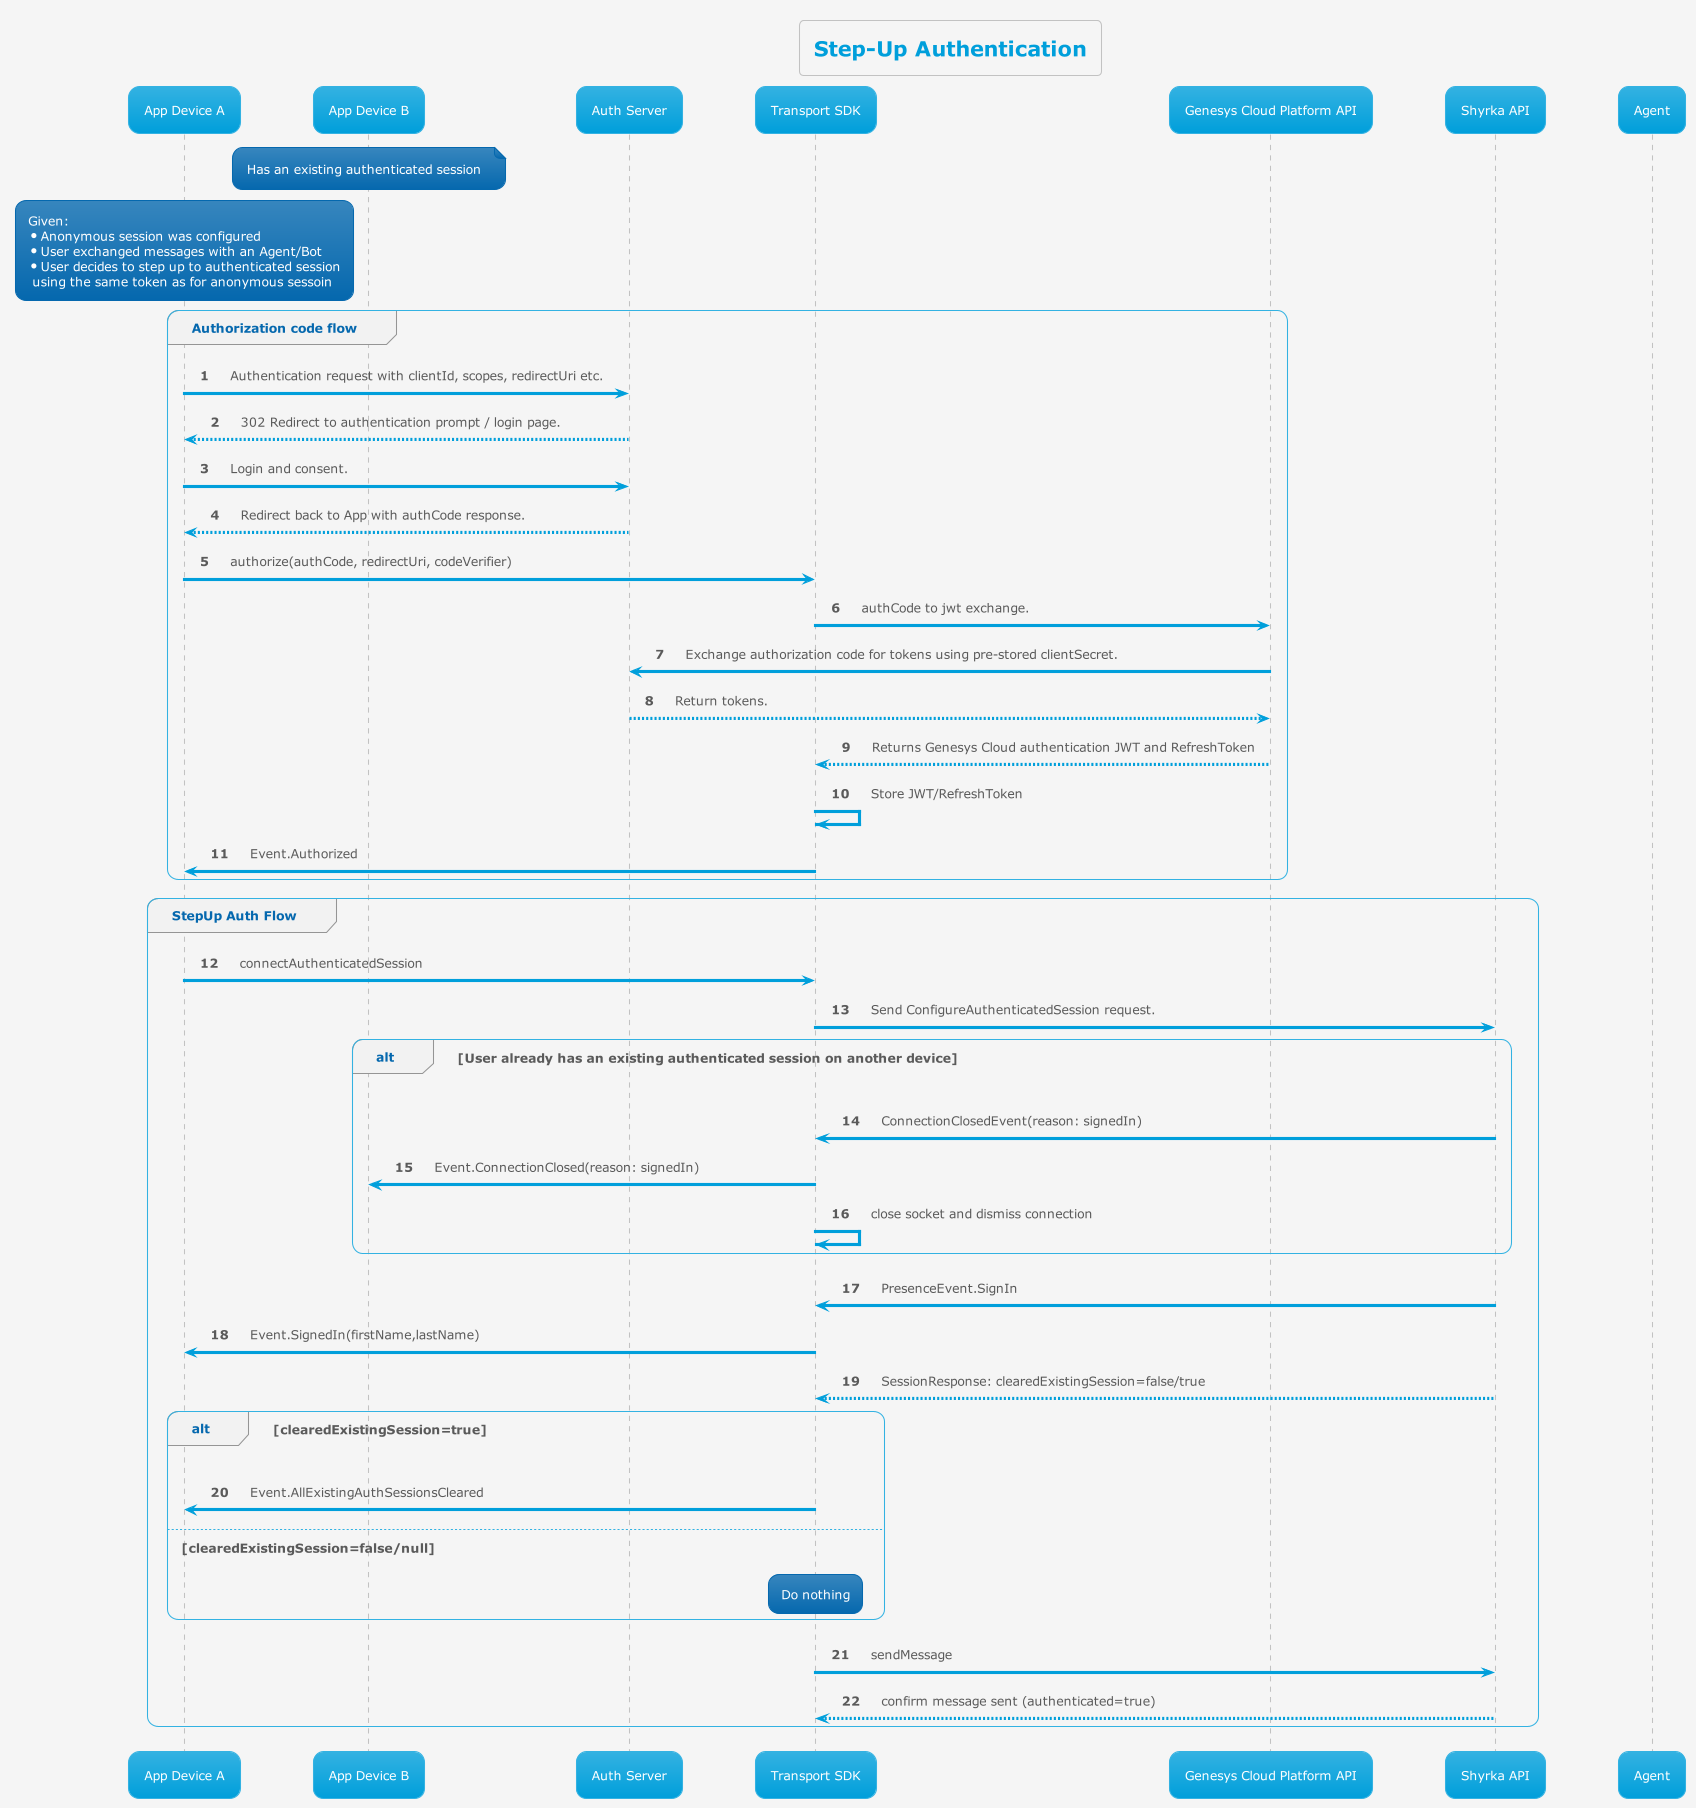 Step-Up Authentication
App Device A
App Device B
Auth Server
Transport SDK
Genesys Cloud Platform API
Shyrka API
Agent
Has an existing authenticated session
Given:
• Anonymous session was configured
• User exchanged messages with an Agent/Bot
• User decides to step up to authenticated session
using the same token as for anonymous sessoin
Authorization code flow
1 Authentication request with clientId, scopes, redirectUri etc.
2 302 Redirect to authentication prompt / login page.
3 Login and consent.
4 Redirect back to App with authCode response.
5 authorize(authCode, redirectUri, codeVerifier)
6 authCode to jwt exchange.
7 Exchange authorization code for tokens using pre-stored clientSecret.
8 Return tokens.
9 Returns Genesys Cloud authentication JWT and RefreshToken
10 Store JWT/RefreshToken
11 Event.Authorized
StepUp Auth Flow
12 connectAuthenticatedSession
13 Send ConfigureAuthenticatedSession request.
alt [User already has an existing authenticated session on another device]
14 ConnectionClosedEvent(reason: signedIn)
15 Event.ConnectionClosed(reason: signedIn)
16 close socket and dismiss connection
17 PresenceEvent.SignIn
18 Event.SignedIn(firstName,lastName)
19 SessionResponse: clearedExistingSession=false/true
alt [clearedExistingSession=true]
20 Event.AllExistingAuthSessionsCleared
[clearedExistingSession=false/null]
Do nothing
21 sendMessage
22 confirm message sent (authenticated=true)
App Device A
App Device B
Auth Server
Transport SDK
Genesys Cloud Platform API
Shyrka API
Agent